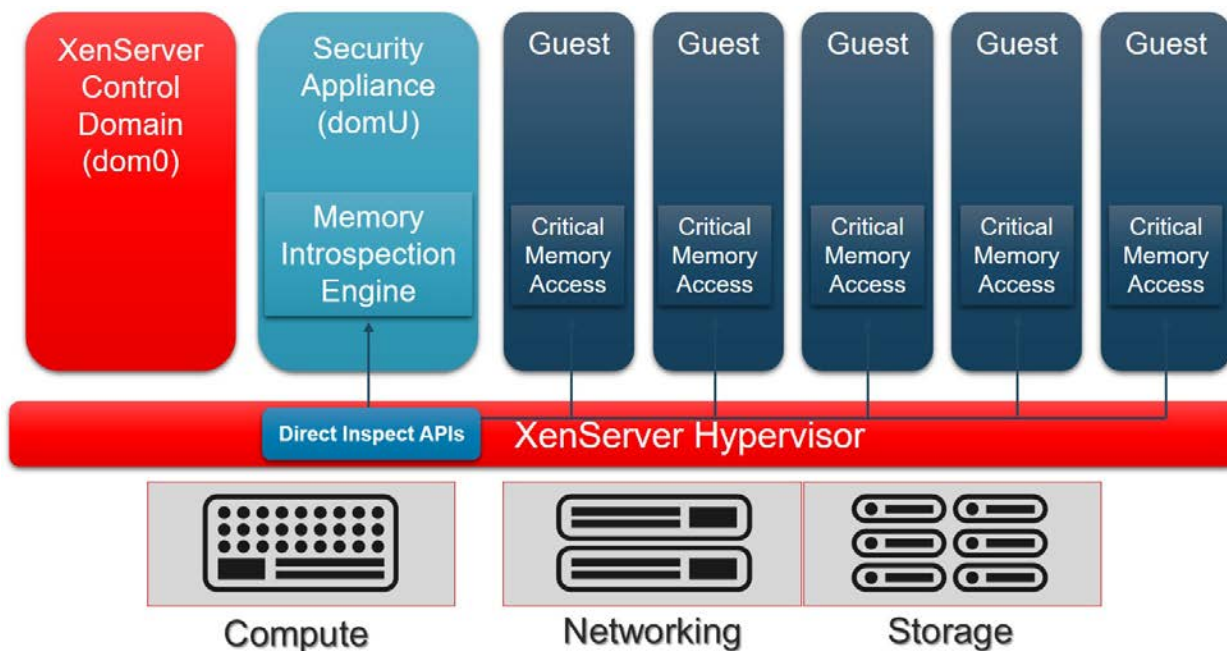 XenServer
Control
Domain
(dom0)
Security
Appliance
(domU)
Memory
Introspection
Engine
Guest
Critical
Memory
Access
Guest
Critical
Memory
Access
Guest
Critical
Memory
Access
Guest
Critical
Memory
Access
Guest
Critical
Memory
Access
Direct Inspect APIs
XenServer Hypervisor
Compute
Networking
Storage